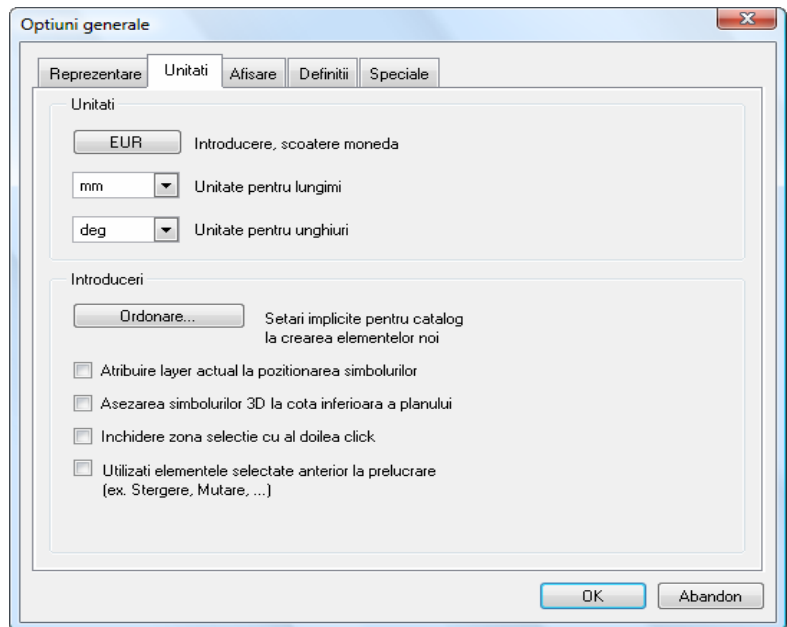 Optiuni generale
Reprezentare Unitati Afisare Definitii Speciale
Unitati
EUR Introducere, scoatere moneda
mm Unitate pentru lungimi
deg Unitate pentru unghiuri
Introduceri
Ordonare... Setari implicite pentru catalog
la crearea elementelor noi
Atribuire layer actual la pozitionarea simbolurilor
Asezarea simbolurilor 3D la cota inferioara a planului
Inchidere zona selectie cu al doilea click
Utilizati elementele selectate anterior la prelucrare
(ex. Stergere, Mutare, ...)
OK Abandon